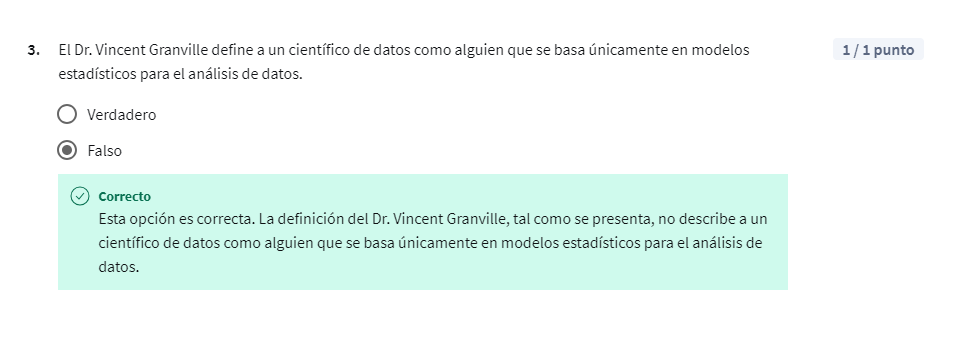 3. El Dr. Vincent Granville define a un científico de datos como alguien que se basa únicamente en modelos 1 / 1 punto
estadísticos para el análisis de datos.
Verdadero
Falso
Correcto
Esta opción es correcta. La definición del Dr. Vincent Granville, tal como se presenta, no describe a un
científico de datos como alguien que se basa únicamente en modelos estadísticos para el análisis de
datos.